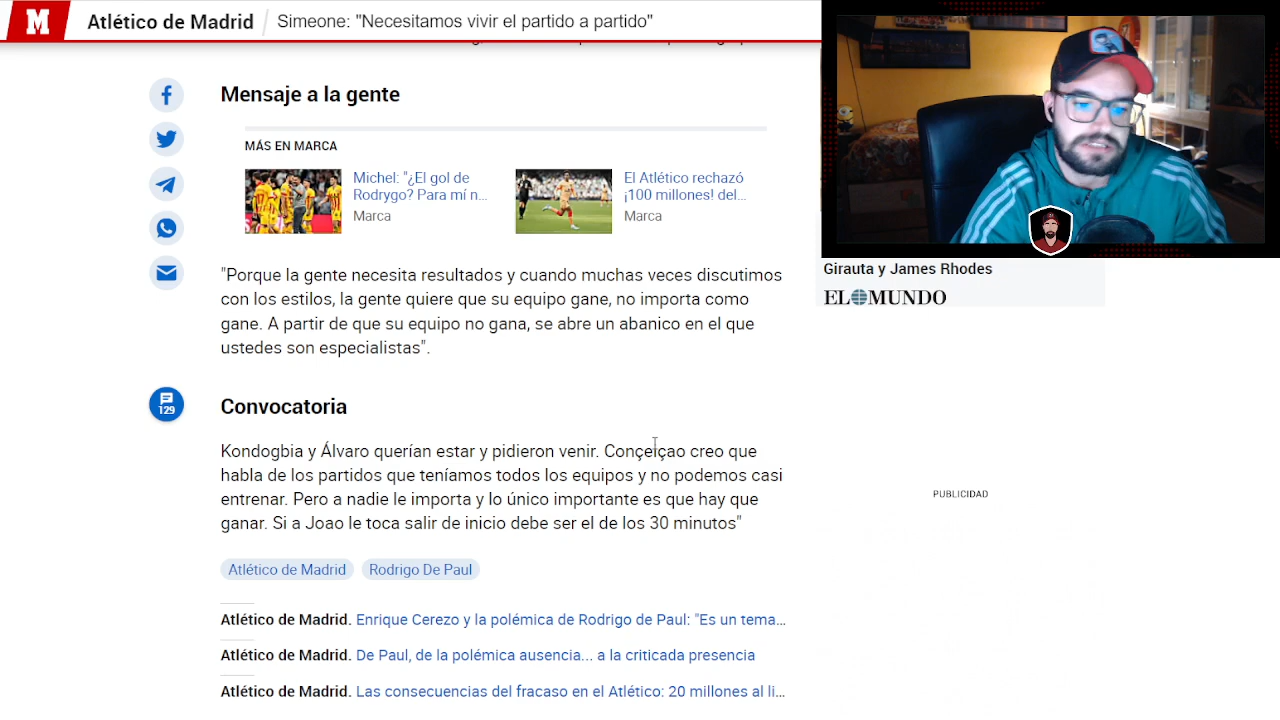 M
Atlético de Madrid
Simeone: "Necesitamos vivir el partido a partido"
Mensaje a la gente
MÁS EN MARCA
Michel: "¿El gol de
Rodrygo? Para mí n...
Marca
El Atlético rechazó
¡100 millones! del...
Marca
"Porque la gente necesita resultados y cuando muchas veces discutimos
con los estilos, la gente quiere que su equipo gane, no importa como
gane. A partir de que su equipo no gana, se abre un abanico en el que
ustedes son especialistas".
129
Convocatoria
Kondogbia y Álvaro querían estar y pidieron venir. Conçeiçao creo que
habla de los partidos que teníamos todos los equipos y no podemos casi
entrenar. Pero a nadie le importa y lo único importante es que hay que
ganar. Si a Joao le toca salir de inicio debe ser el de los 30 minutos"
Atlético de Madrid
Rodrigo De Paul
Atlético de Madrid. Enrique Cerezo y la polémica de Rodrigo de Paul: "Es un tema...
Atlético de Madrid. De Paul, de la polémica ausencia... a la criticada presencia
Atlético de Madrid. Las consecuencias del fracaso en el Atlético: 20 millones al li...
Girauta y James Rhodes
EL MUNDO
PUBLICIDAD